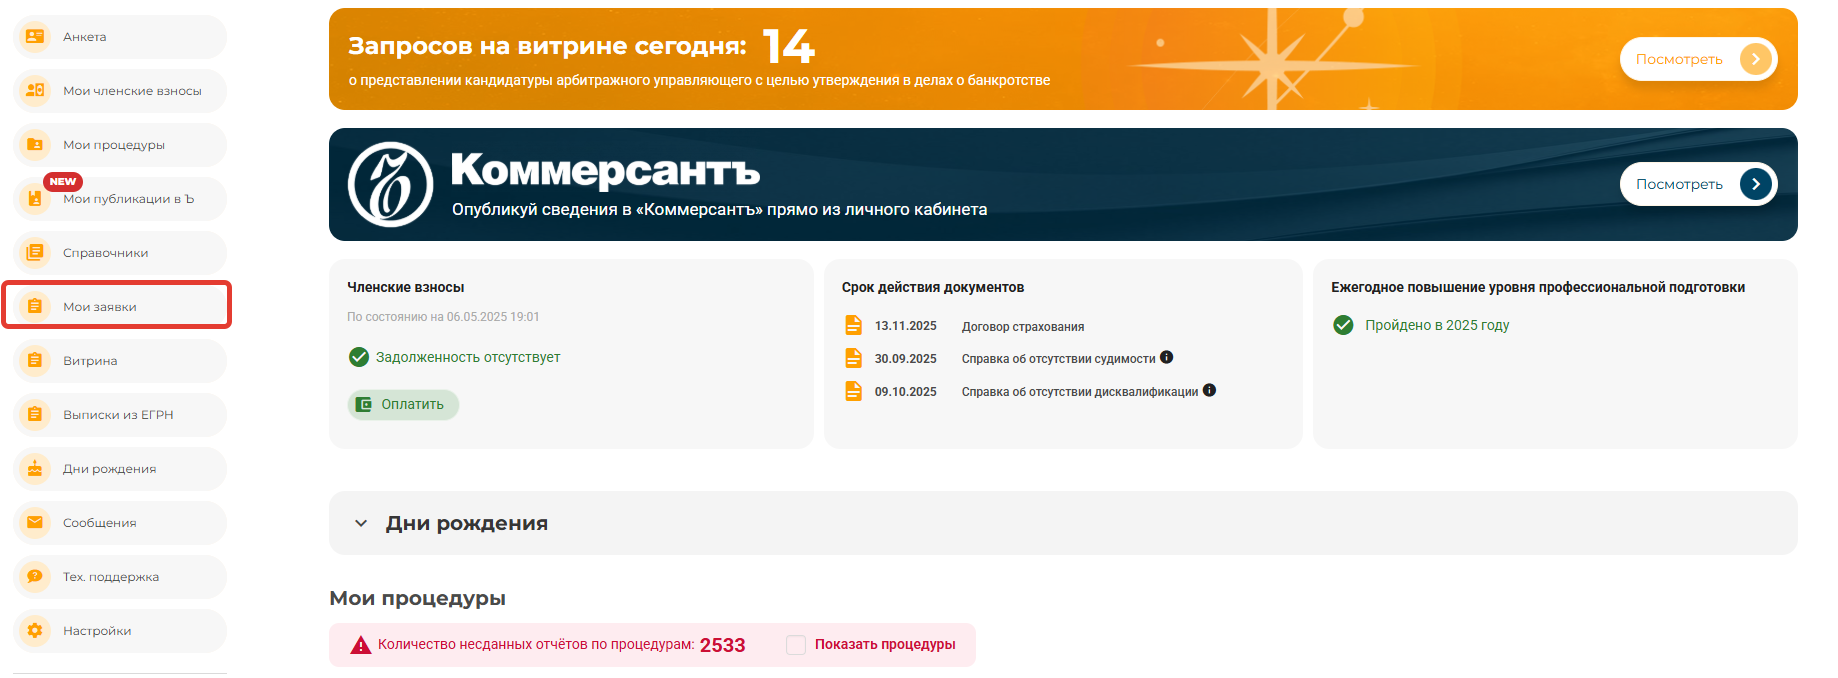 Анкета
Мои членские взносы
Мои процедуры
NEW
Мои публикации в Ъ
Справочники
Мои заявки
Витрина
Выписки из ЕГРН
Дни рождения
Сообщения
Тех. поддержка
Настройки
Запросов на витрине сегодня: 14
о представлении кандидатуры арбитражного управляющего с целью утверждения в делах о банкротстве
Посмотреть
Коммерсантъ
Опубликуй сведения в «Коммерсантъ» прямо из личного кабинета
Посмотреть
Членские взносы
По состоянию на 06.05.2025 19:01
Задолженность отсутствует
Оплатить
Срок действия документов
13.11.2025 Договор страхования
30.09.2025 Справка об отсутствии судимости
09.10.2025 Справка об отсутствии дисквалификации
Ежегодное повышение уровня профессиональной подготовки
Пройдено в 2025 году
Дни рождения
Мои процедуры
Количество несданных отчётов по процедурам: 2533 Показать процедуры